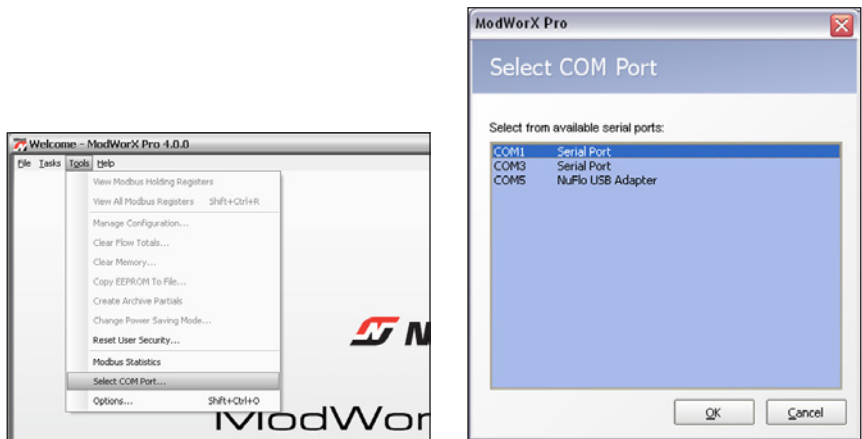 Welcome - ModWorX Pro 4.0.0
File Tasks Tools Help
View Modbus Holding Registers
View All Modbus Registers Shift+Ctrl+R
Manage Configuration...
Clear Flow Totals...
Clear Memory...
Copy EEPROM To File...
Create Archive Partials
Change Power Saving Mode...
Reset User Security...
Modbus Statistics
Select COM Port...
Options... Shift+Ctrl+O
N
ModWor
ModWorX Pro
Select COM Port
Select from available serial ports:
COM1 Serial Port
COM3 Serial Port
COM5 NuFlo USB Adapter
OK Cancel